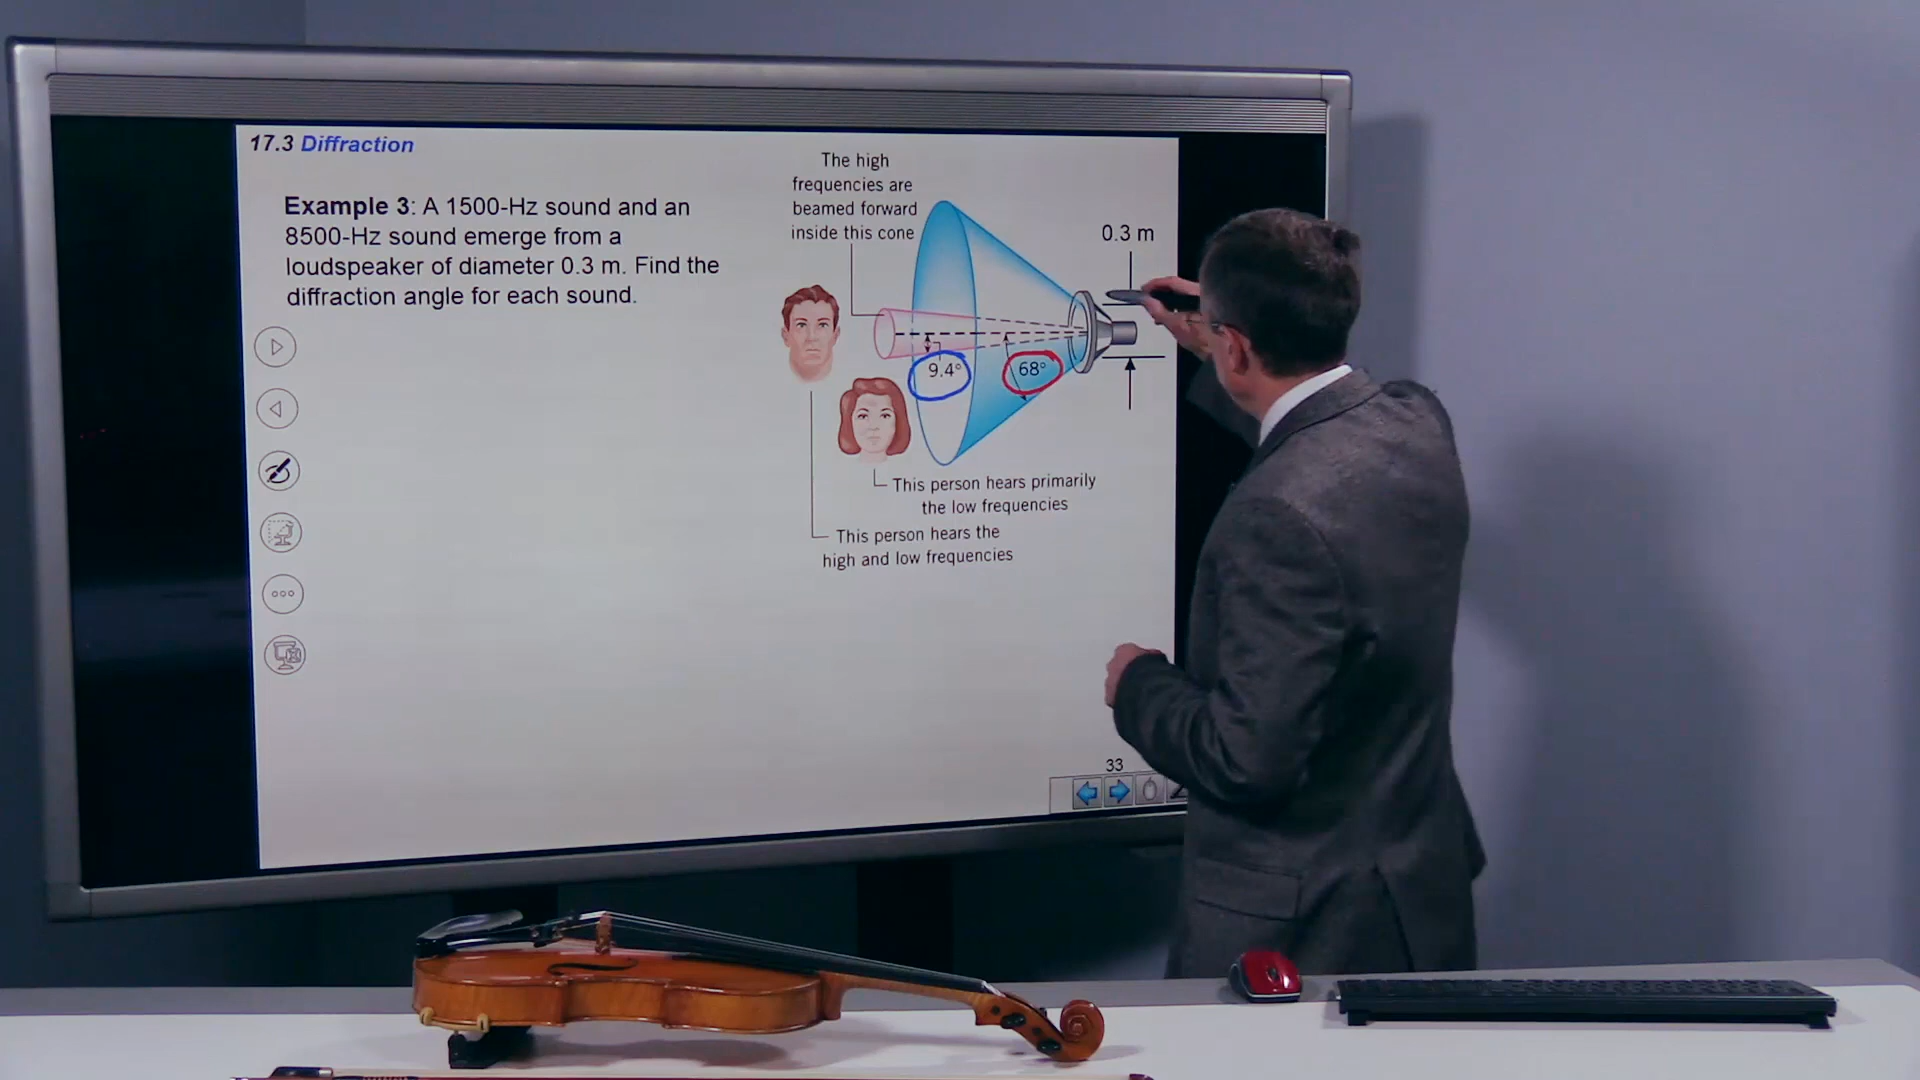 17.3 Diffraction
Example 3: A 1500-Hz sound and an
8500-Hz sound emerge from a
loudspeaker of diameter 0.3 m. Find the
diffraction angle for each sound.
The high
frequencies are
beamed forward
inside this cone
0.3 m
9.4°
68°
This person hears primarily
the low frequencies
This person hears the
high and low frequencies
33